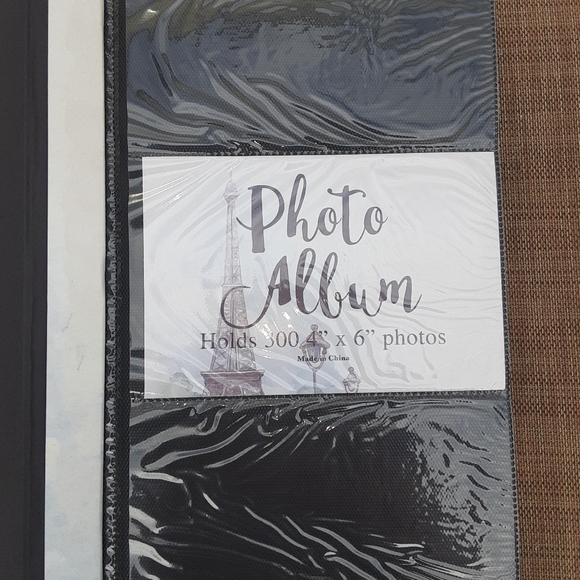 Photo
Album
Holds 300 4” x 6” photos
Made in China